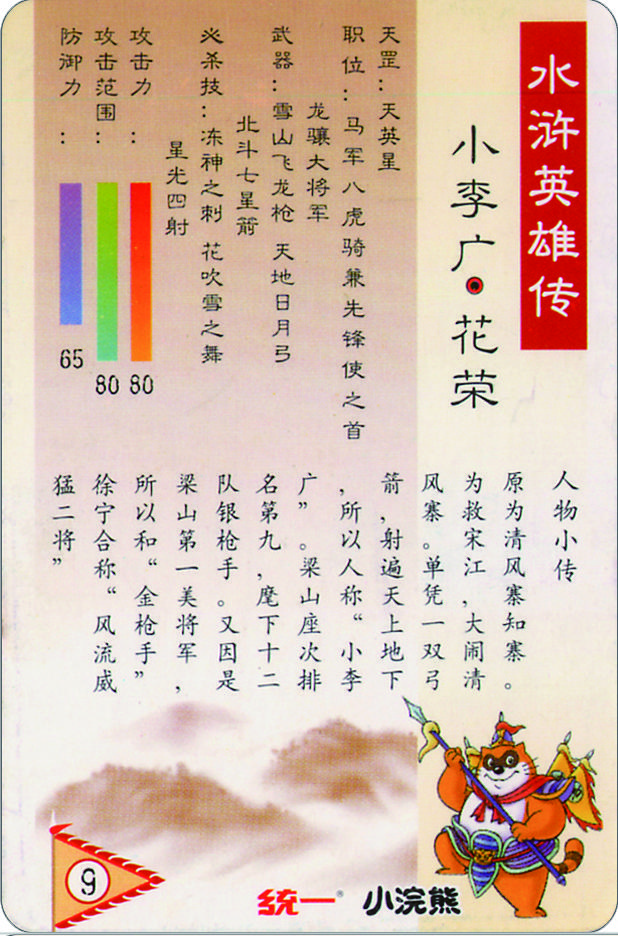 水浒英雄传
小李广·花荣
天罡：天英星
职位：马军八虎骑兼先锋使之首
龙骧大将军
武器：雪山飞龙枪 天地日月弓
北斗七星箭
必杀技：冻神之刺 花吹雪之舞
星光四射
攻击力：
80
攻击范围：
80
防御力：
65
人物小传
原为清风寨知寨。
为救宋江，大闹清
风寨。单凭一双弓
箭，射遍天上地下
，所以人称“小李
广”。梁山座次排
名第九，麾下十二
队银枪手。又因是
梁山第一美将军，
所以和“金枪手”
徐宁合称“风流威
猛二将”
9
统一® 小浣熊